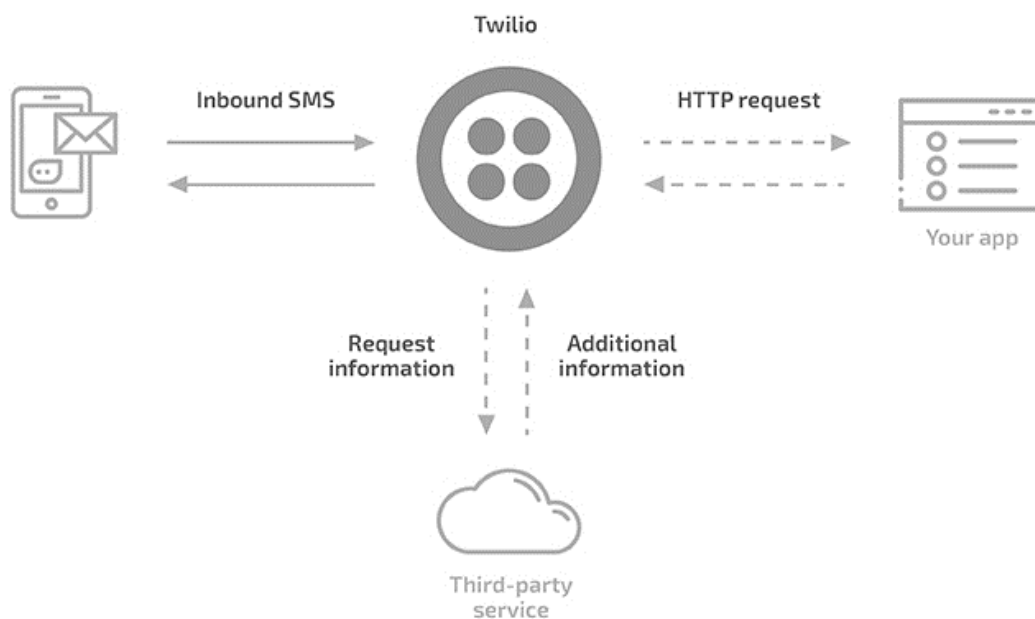 Twilio
Inbound SMS
HTTP request
Your app
Request
information
Additional
information
Third-party
service